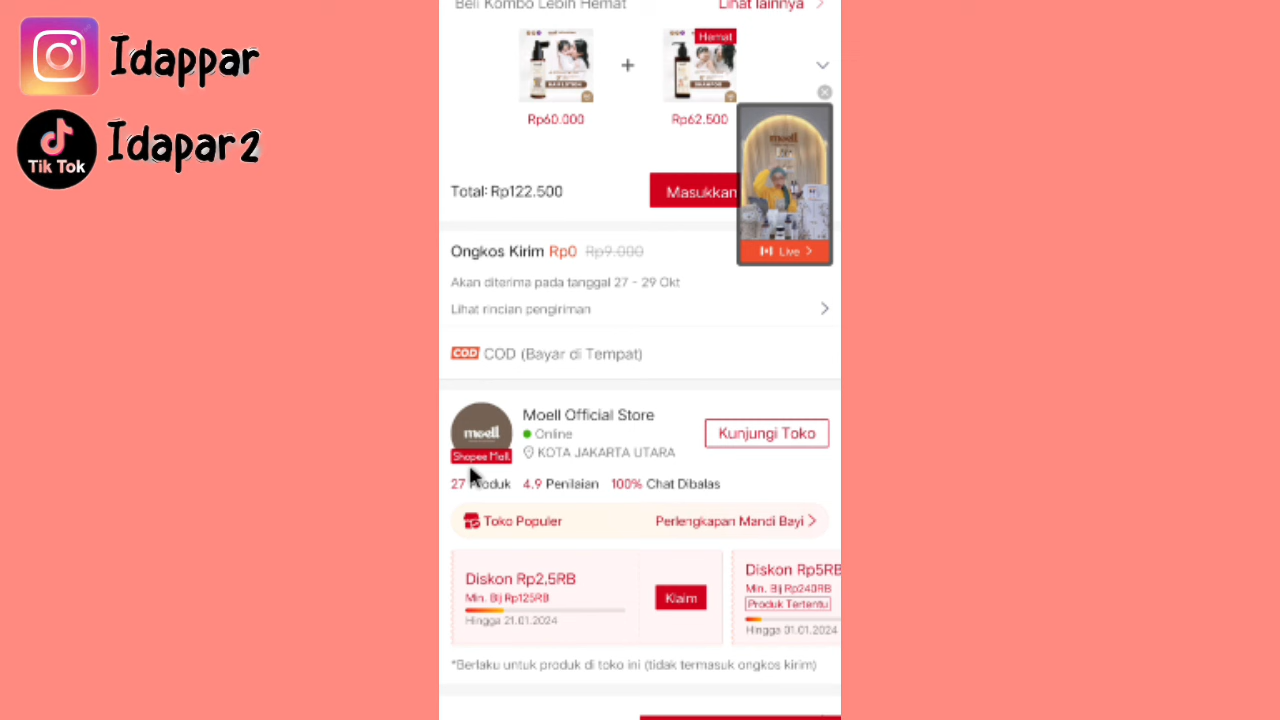 Idappar
Tik Tok
Idapar2
Beli Kombo Lebih Hemat
Lihat lainnya
Hemat
+
Rp60.000
Rp62.500
moell
Total: Rp122.500
Masukkan
Ongkos Kirim Rp0 Rp9.000
Live
Akan diterima pada tanggal 27 - 29 Okt
Lihat rincian pengiriman
COD COD (Bayar di Tempat)
moell
Shopee Mall
Moell Official Store
Online
KOTA JAKARTA UTARA
Kunjungi Toko
27 Produk 4.9 Penilaian 100% Chat Dibalas
Toko Populer
Perlengkapan Mandi Bayi
Diskon Rp2,5RB
Min. Blj Rp125RB
Hingga 21.01.2024
Klaim
Diskon Rp5RB
Min. Blj Rp240RB
Produk Tertentu
Hingga 01.01.2024
*Berlaku untuk produk di toko ini (tidak termasuk ongkos kirim)